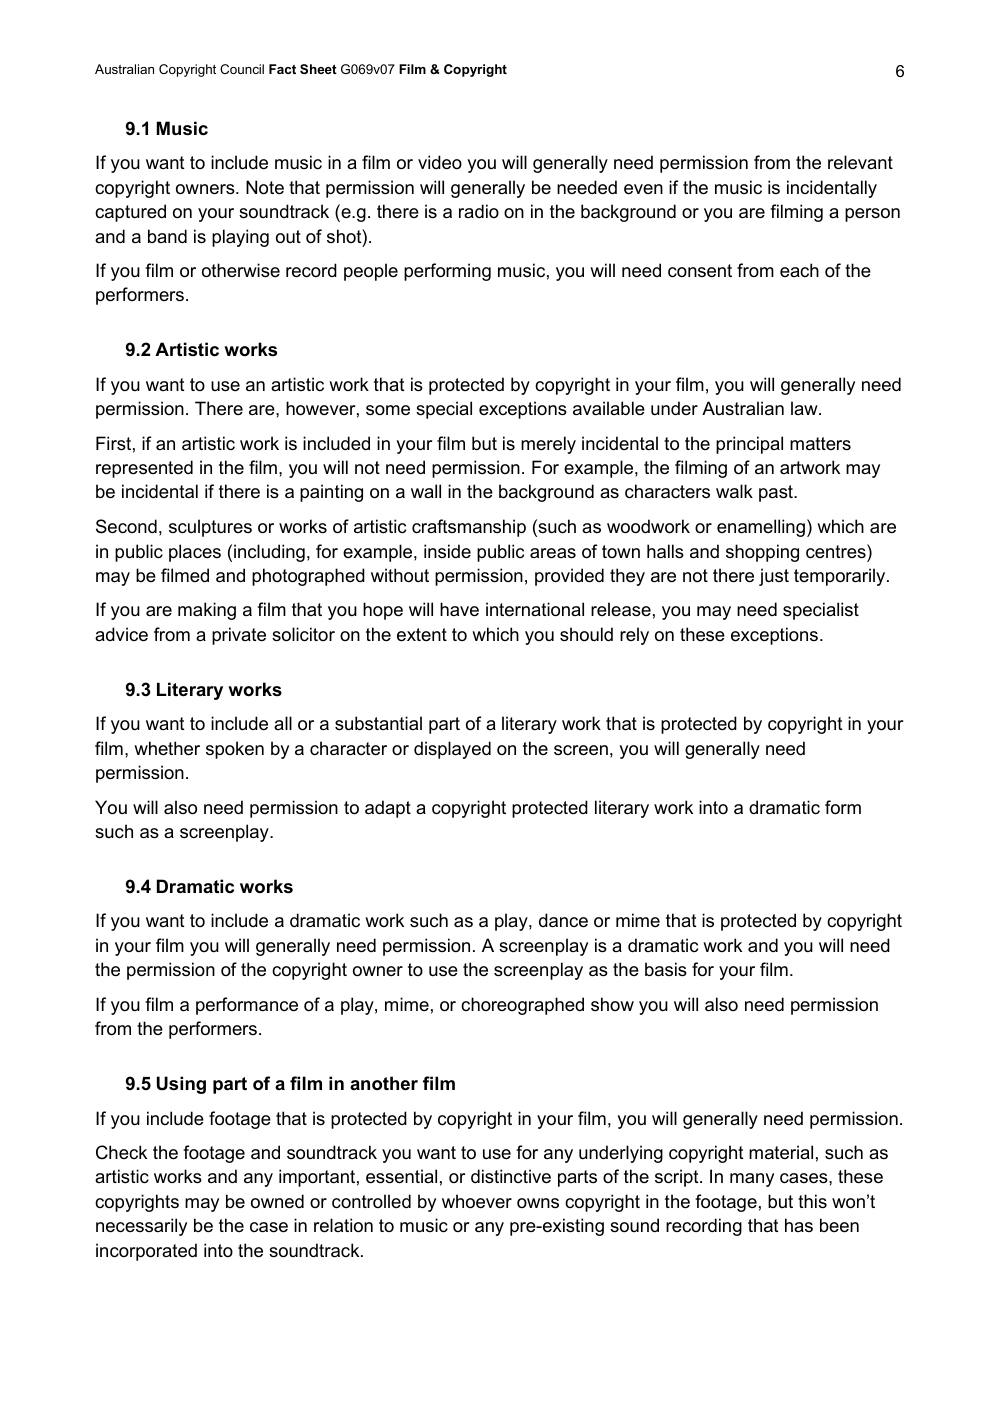 Australian Copyright Council Fact Sheet G069v07 Film & Copyright 6
9.1 Music
If you want to include music in a film or video you will generally need permission from the relevant
copyright owners. Note that permission will generally be needed even if the music is incidentally
captured on your soundtrack (e.g. there is a radio on in the background or you are filming a person
and a band is playing out of shot).
If you film or otherwise record people performing music, you will need consent from each of the
performers.
9.2 Artistic works
If you want to use an artistic work that is protected by copyright in your film, you will generally need
permission. There are, however, some special exceptions available under Australian law.
First, if an artistic work is included in your film but is merely incidental to the principal matters
represented in the film, you will not need permission. For example, the filming of an artwork may
be incidental if there is a painting on a wall in the background as characters walk past.
Second, sculptures or works of artistic craftsmanship (such as woodwork or enamelling) which are
in public places (including, for example, inside public areas of town halls and shopping centres)
may be filmed and photographed without permission, provided they are not there just temporarily.
If you are making a film that you hope will have international release, you may need specialist
advice from a private solicitor on the extent to which you should rely on these exceptions.
9.3 Literary works
If you want to include all or a substantial part of a literary work that is protected by copyright in your
film, whether spoken by a character or displayed on the screen, you will generally need
permission.
You will also need permission to adapt a copyright protected literary work into a dramatic form
such as a screenplay.
9.4 Dramatic works
If you want to include a dramatic work such as a play, dance or mime that is protected by copyright
in your film you will generally need permission. A screenplay is a dramatic work and you will need
the permission of the copyright owner to use the screenplay as the basis for your film.
If you film a performance of a play, mime, or choreographed show you will also need permission
from the performers.
9.5 Using part of a film in another film
If you include footage that is protected by copyright in your film, you will generally need permission.
Check the footage and soundtrack you want to use for any underlying copyright material, such as
artistic works and any important, essential, or distinctive parts of the script. In many cases, these
copyrights may be owned or controlled by whoever owns copyright in the footage, but this won’t
necessarily be the case in relation to music or any pre-existing sound recording that has been
incorporated into the soundtrack.